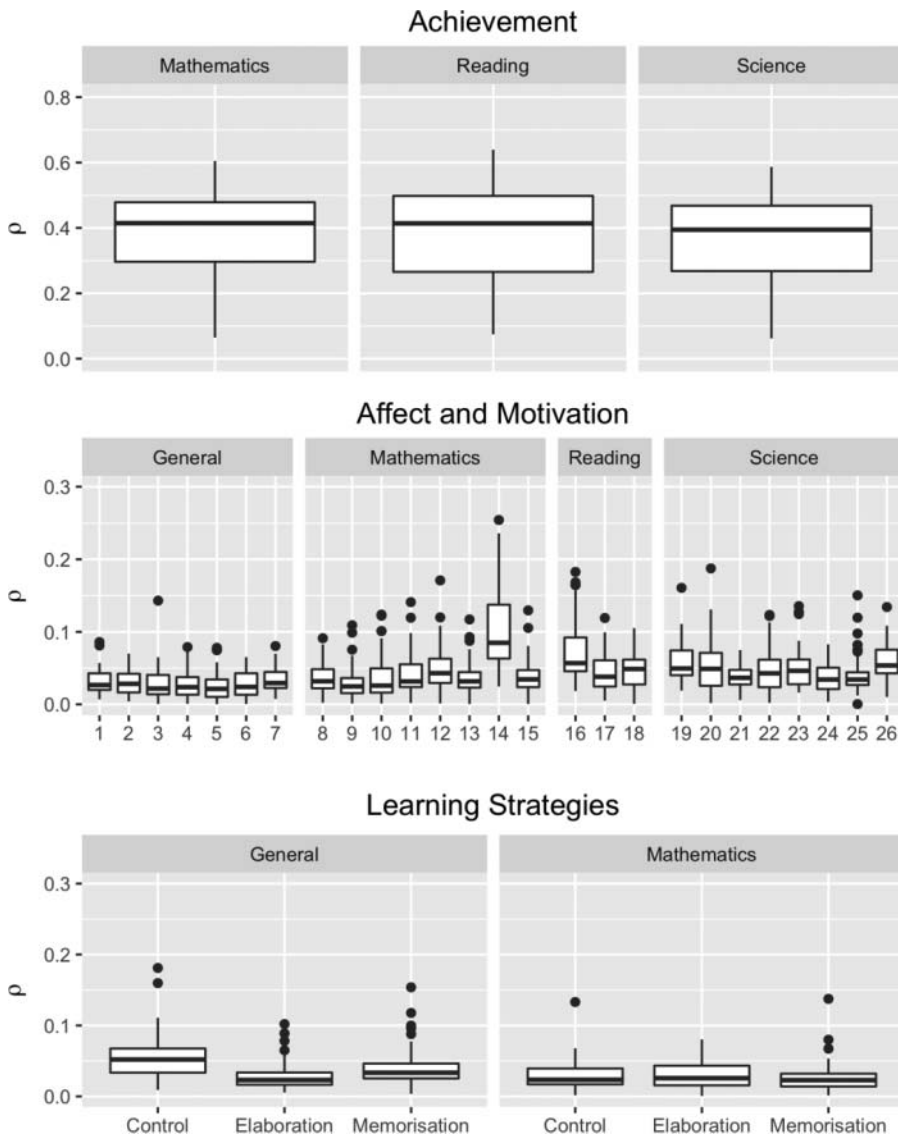 Achievement
Mathematics Reading Science
0.8
0.6
ρ
0.4
0.2
0.0
Affect and Motivation
General Mathematics Reading Science
0.3
0.2
ρ
0.1
0.0
1 2 3 4 5 6 7 8 9 10 11 12 13 14 15 16 17 18 19 20 21 22 23 24 25 26
Learning Strategies
General Mathematics
0.3
0.2
ρ
0.1
0.0
Control Elaboration Memorisation Control Elaboration Memorisation